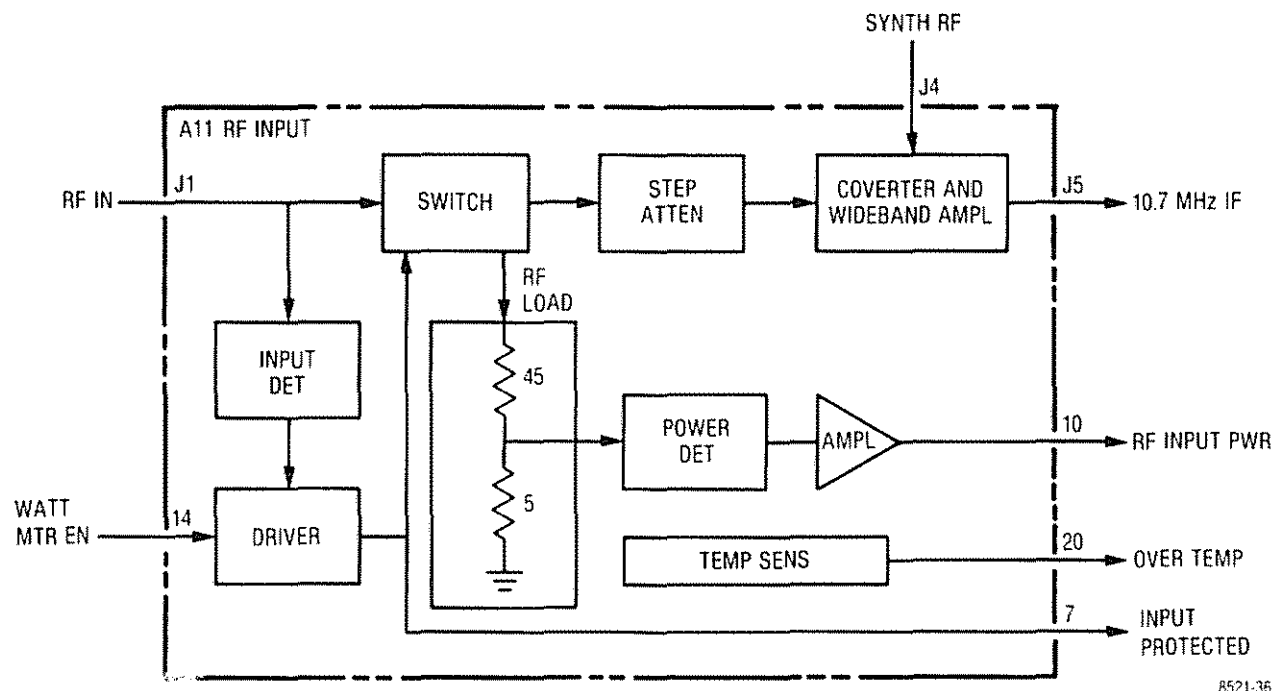 SYNTH RF
J4
A11 RF INPUT
RF IN
J1
SWITCH
STEP
ATTEN
COVERTER AND
WIDEBAND AMPL
J5
10.7 MHz IF
RF
LOAD
INPUT
DET
45
5
POWER
DET
AMPL
10
RF INPUT PWR
WATT
MTR EN
14
DRIVER
TEMP SENS
20
OVER TEMP
7
INPUT
PROTECTED
8521-36